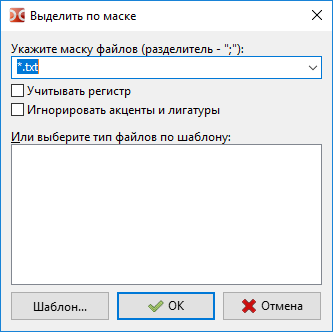 Выделить по маске
Укажите маску файлов (разделитель - ";"):
*.txt
Учитывать регистр
Игнорировать акценты и лигатуры
Или выберите тип файлов по шаблону:
Шаблон...
OK
Отмена